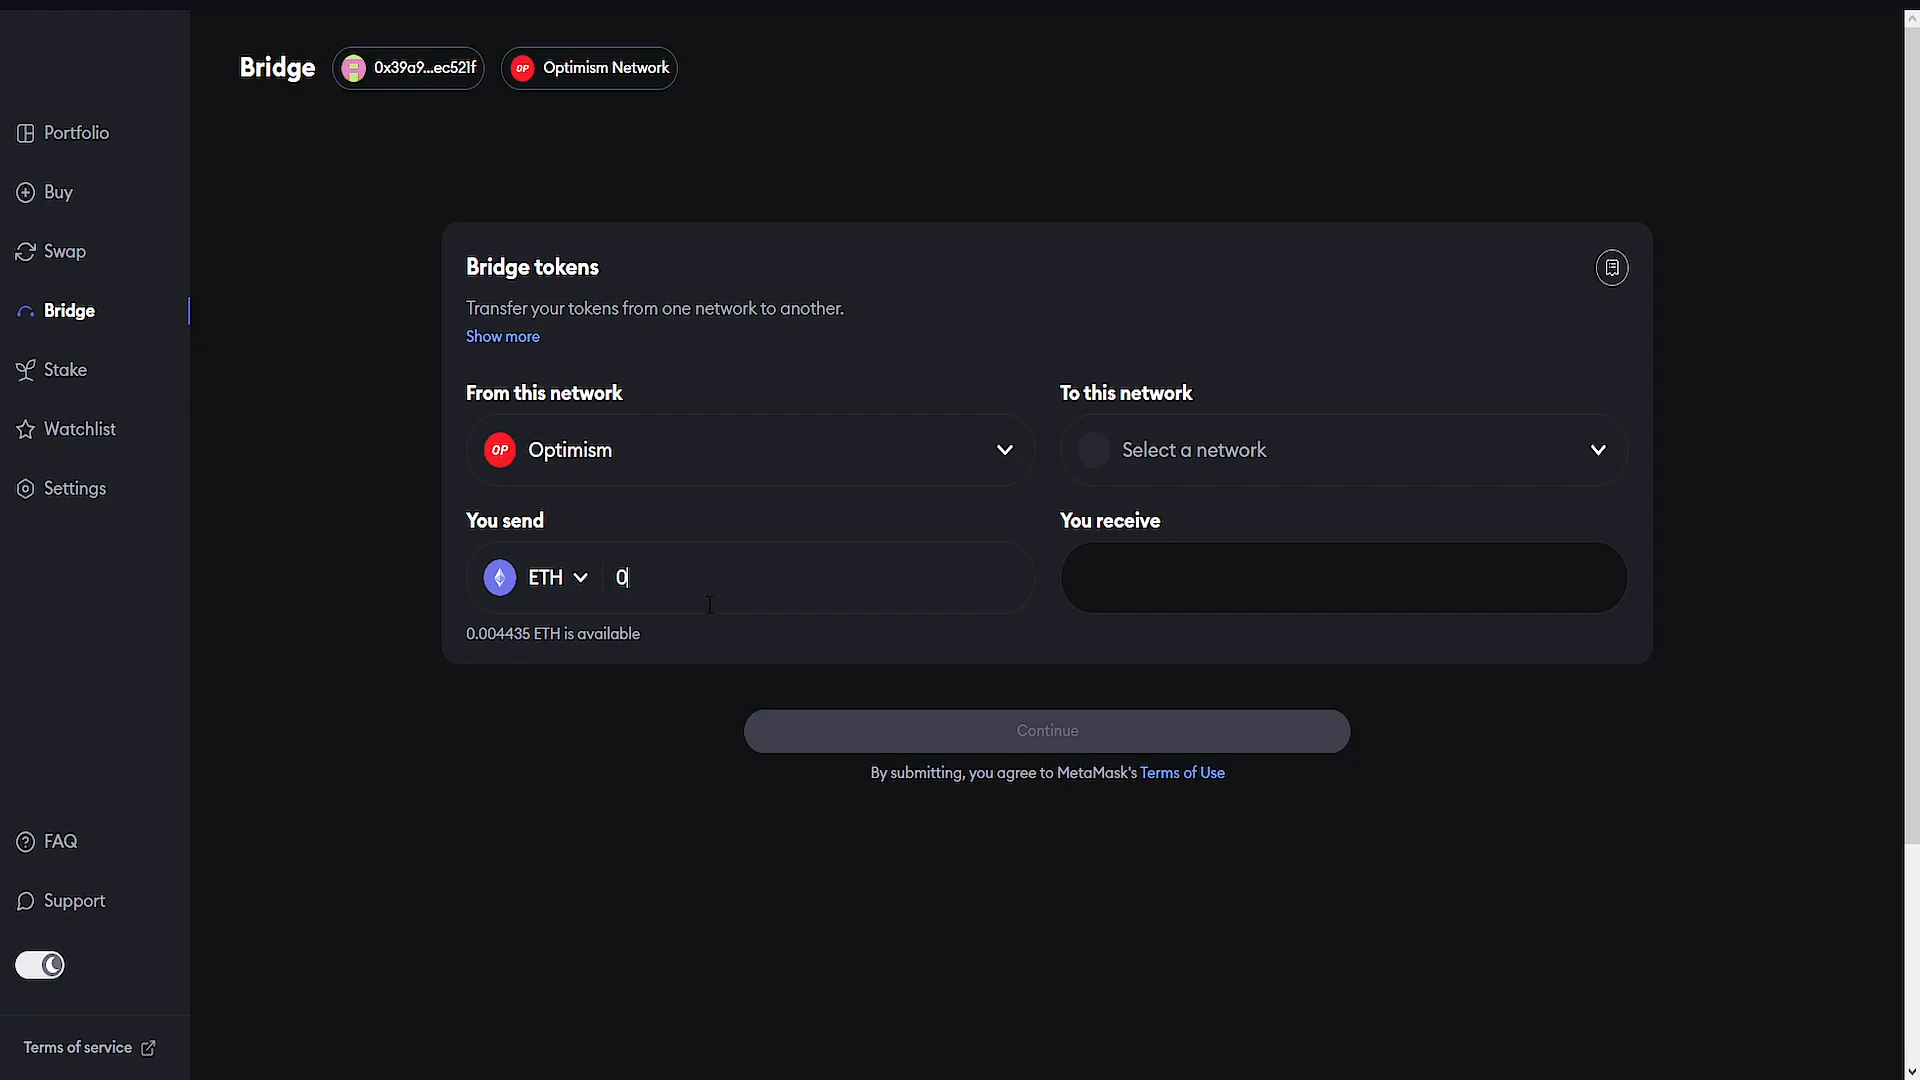 Bridge
0x39a9...ec521f
OP
Optimism Network
Portfolio
Buy
Swap
Bridge
Stake
Watchlist
Settings
Bridge tokens
Transfer your tokens from one network to another.
Show more
From this network
To this network
OP
Optimism
Select a network
You send
You receive
ETH
0
0.004435 ETH is available
Continue
By submitting, you agree to MetaMask's Terms of Use
FAQ
Support
Terms of service